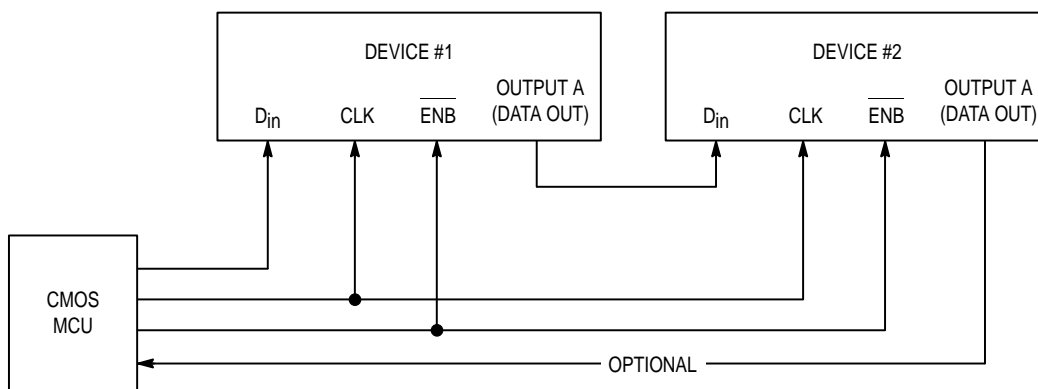 DEVICE #1
OUTPUT A
(DATA OUT)
Din
CLK
ENB
DEVICE #2
OUTPUT A
(DATA OUT)
Din
CLK
ENB
CMOS
MCU
OPTIONAL